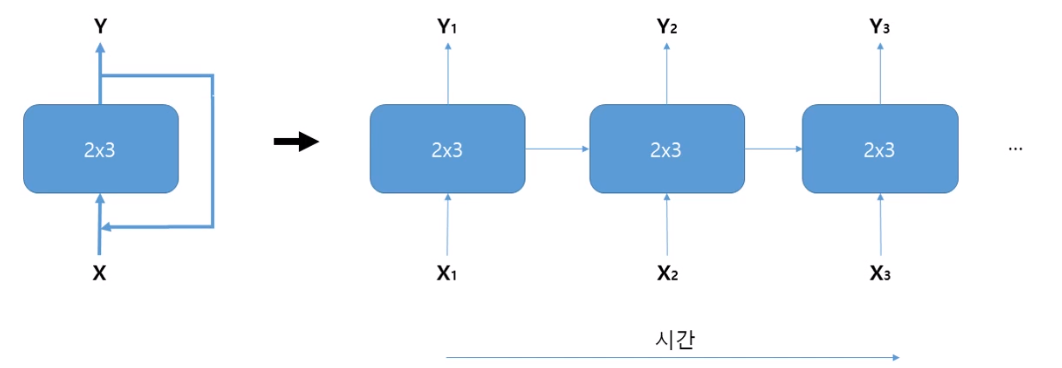 Y Y1 Y2 Y3
2x3 2x3 2x3 2x3 ...
X X1 X2 X3
시간